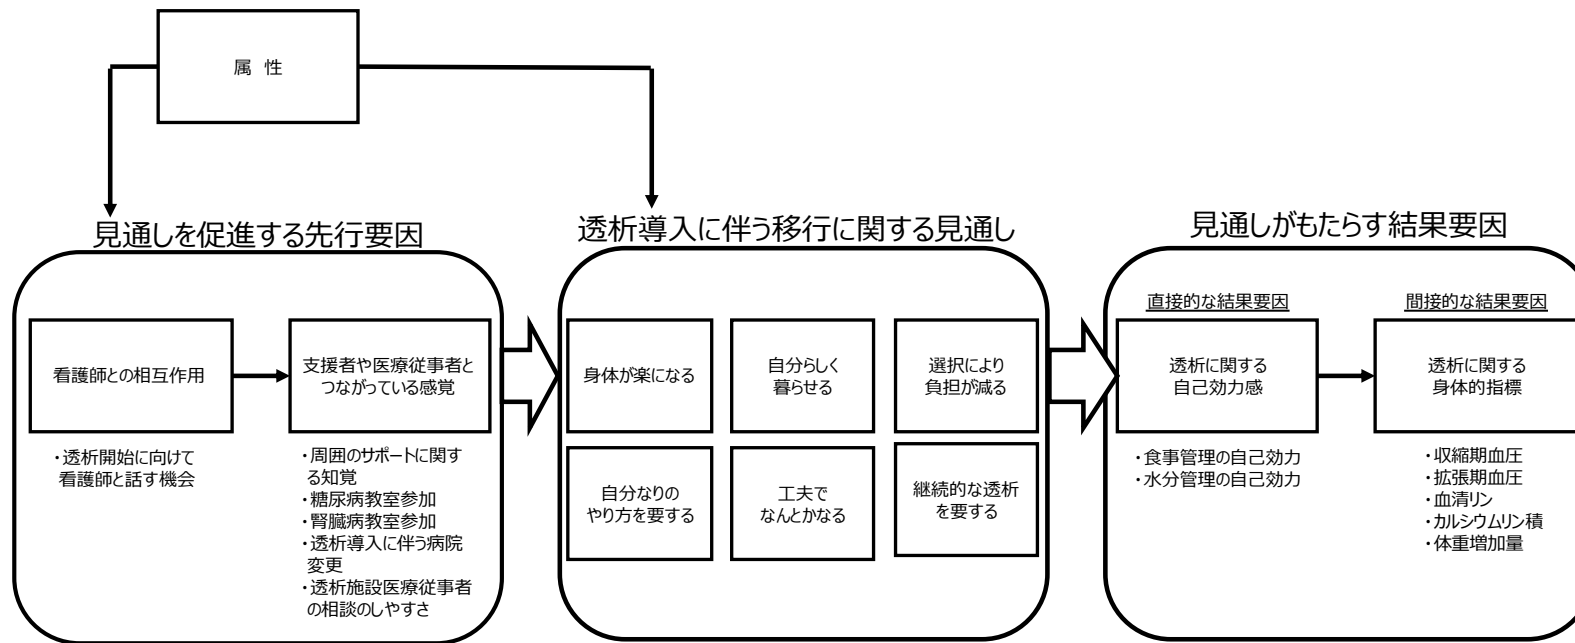 属 性
見通しを促進する先行要因
看護師との相互作用
・透析開始に向けて
看護師と話す機会
支援者や医療従事者と
つながっている感覚
・周囲のサポートに関す
る知覚
・糖尿病教室参加
・腎臓病教室参加
・透析導入に伴う病院
変更
・透析施設医療従事者
の相談のしやすさ
透析導入に伴う移行に関する見通し
身体が楽になる
自分らしく
暮らせる
選択により
負担が減る
自分なりの
やり方を要する
工夫で
なんとかなる
継続的な透析
を要する
見通しがもたらす結果要因
直接的な結果要因
透析に関する
自己効力感
・食事管理の自己効力
・水分管理の自己効力
間接的な結果要因
透析に関する
身体的指標
・収縮期血圧
・拡張期血圧
・血清リン
・カルシウムリン積
・体重増加量